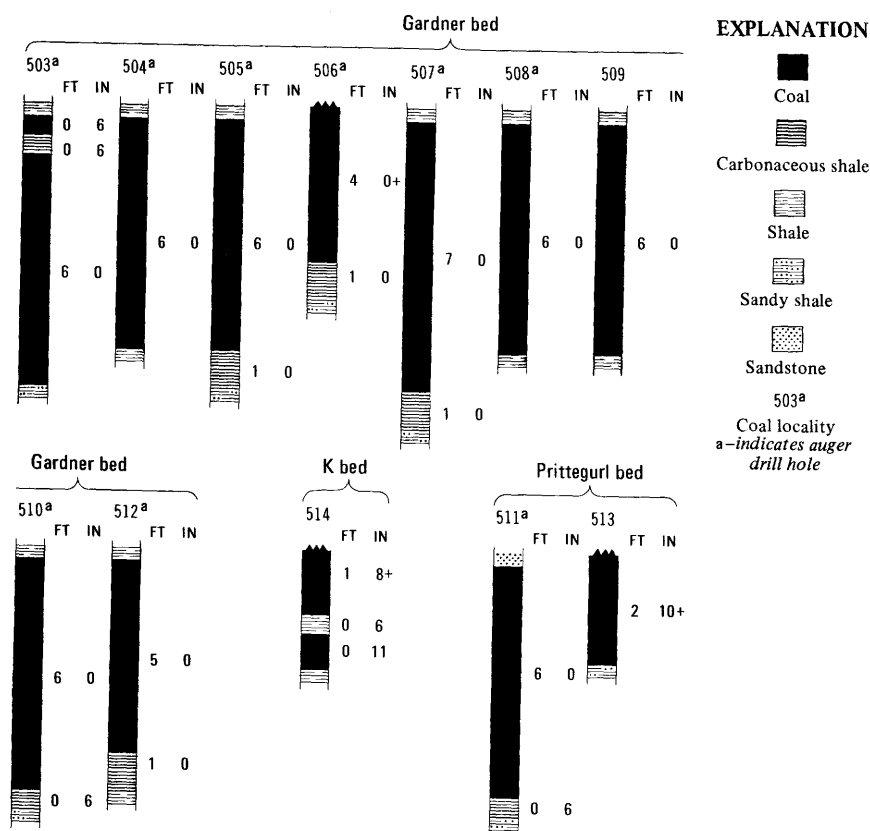 Gardner bed
503a 504a 505a 506a 507a 508a 509
FT IN FT IN FT IN FT IN FT IN FT IN FT IN
0 6
0 6
4 0+
6 0 6 0 7 0 6 0 6 0
6 0 1 0
1 0
1 0
EXPLANATION
Coal
Carbonaceous shale
Shale
Sandy shale
Sandstone
503a
Coal locality
a–indicates auger
drill hole
Gardner bed
510a 512a
FT IN FT IN
5 0
6 0
1 0
0 6
K bed
514
FT IN
1 8+
0 6
0 11
Prittegurl bed
511a 513
FT IN FT IN
2 10+
6 0
0 6